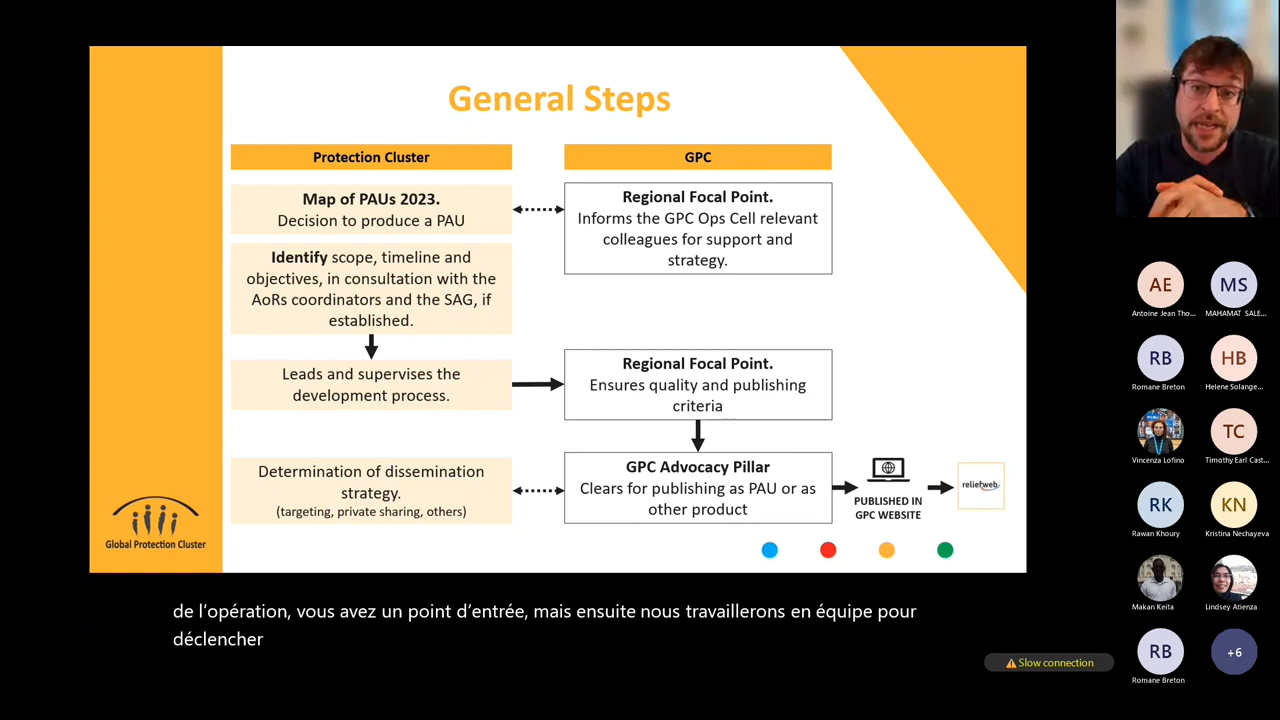 General Steps
Protection Cluster
GPC
Map of PAUs 2023.
Decision to produce a PAU
Regional Focal Point.
Informs the GPC Ops Cell relevant
colleagues for support and
strategy.
Identify scope, timeline and
objectives, in consultation with the
AoRs coordinators and the SAG, if
established.
Leads and supervises the
development process.
Regional Focal Point.
Ensures quality and publishing
criteria
Determination of dissemination
strategy.
(targeting, private sharing, others)
GPC Advocacy Pillar
Clears for publishing as PAU or as
other product
PUBLISHED IN
GPC WEBSITE
reliefweb
Global Protection Cluster
de l'opération, vous avez un point d'entrée, mais ensuite nous travaillerons en équipe pour
déclencher
Slow connection
AE
Antoine Jean Tho...
MS
MAHAMAT SALE...
RB
Romane Breton
HB
Helene Solange...
Vincenza Lofino
TC
Timothy Earl Cast...
RK
Rawan Khoury
KN
Kristina Nechayeva
Makan Keita
Lindsey Atienza
RB
Romane Breton
+6